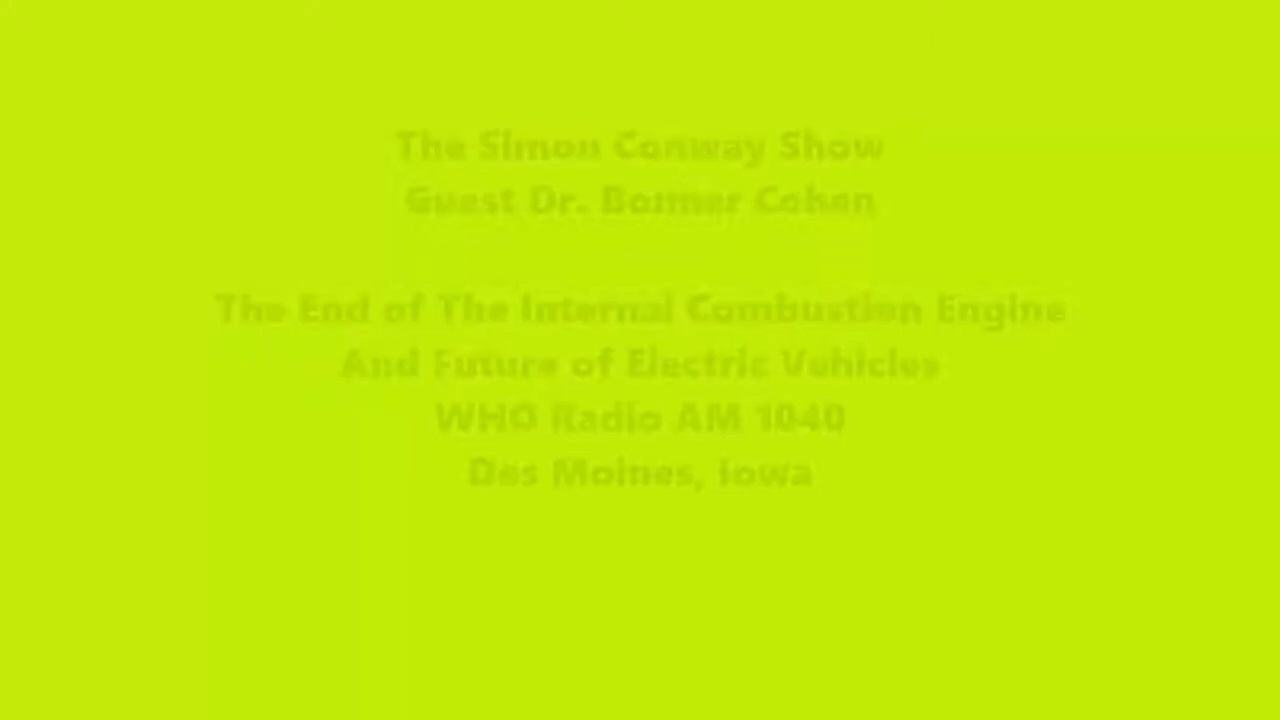 The Simon Conway Show
Guest Dr. Bonner Cohen
The End of The Internal Combustion Engine
And Future of Electric Vehicles
WHO Radio AM 1040
Des Moines, Iowa